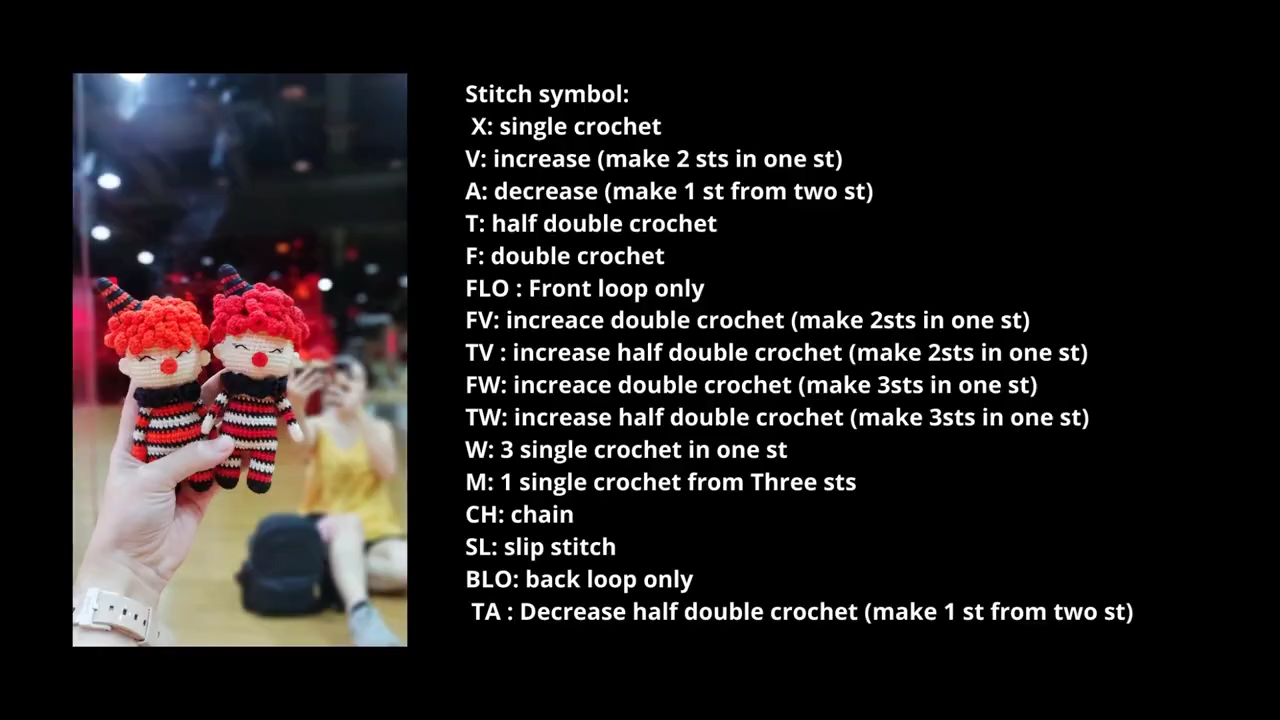 Stitch symbol:
X: single crochet
V: increase (make 2 sts in one st)
A: decrease (make 1 st from two st)
T: half double crochet
F: double crochet
FLO : Front loop only
FV: increace double crochet (make 2sts in one st)
TV : increase half double crochet (make 2sts in one st)
FW: increace double crochet (make 3sts in one st)
TW: increase half double crochet (make 3sts in one st)
W: 3 single crochet in one st
M: 1 single crochet from Three sts
CH: chain
SL: slip stitch
BLO: back loop only
TA : Decrease half double crochet (make 1 st from two st)